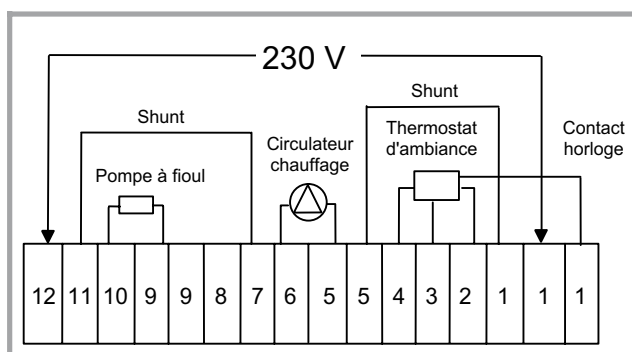 230 V
Shunt
Shunt
Circulateur
chauffage
Thermostat
d'ambiance
Contact
horloge
Pompe à fioul
12 11 10 9 9 8 7 6 5 5 4 3 2 1 1 1